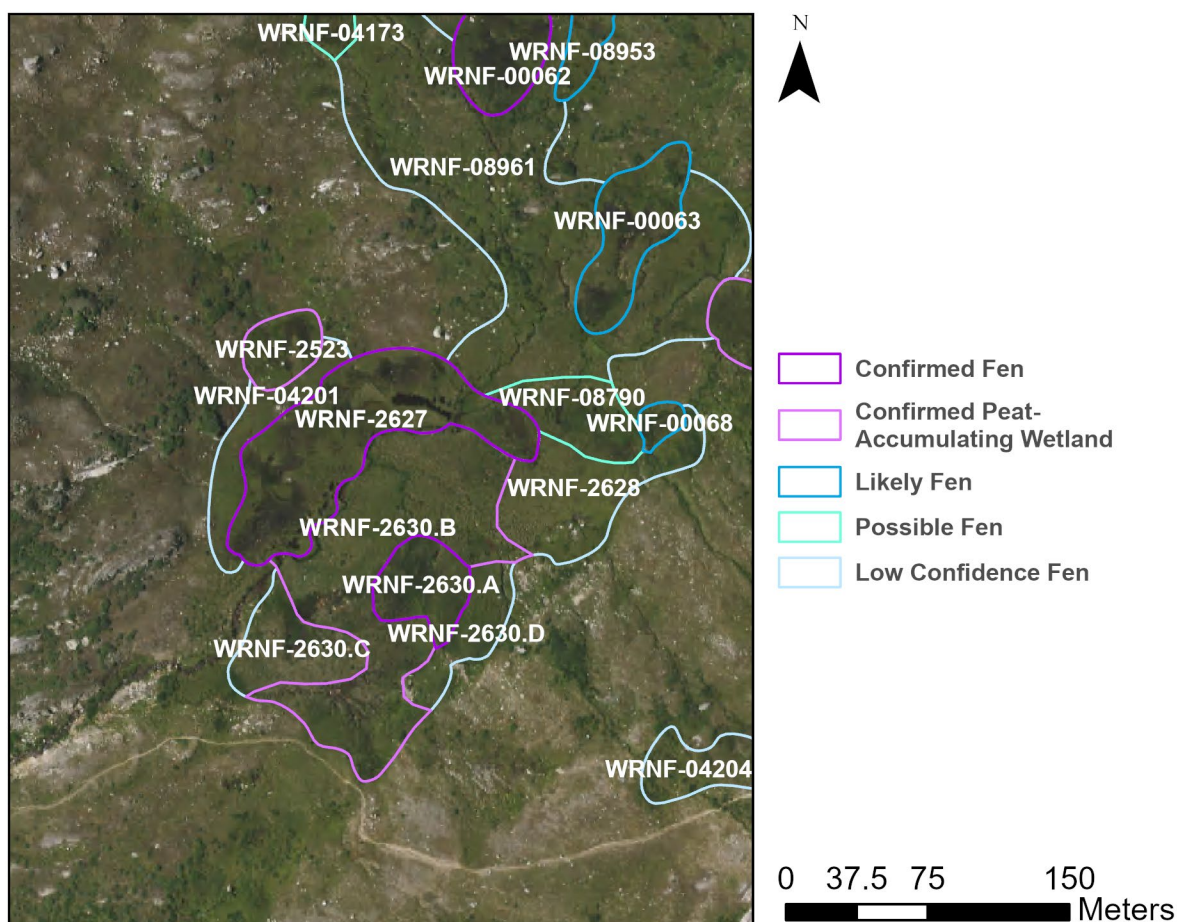 WRNF-04173
WRNF-08953
WRNF-00062
WRNF-08961
WRNF-00063
WRNF-2523
WRNF-04201
WRNF-2627
WRNF-08790
WRNF-00068
WRNF-2628
WRNF-2630.B
WRNF-2630.A
WRNF-2630.D
WRNF-2630.C
WRNF-04204
N
Confirmed Fen
Confirmed Peat-
Accumulating Wetland
Likely Fen
Possible Fen
Low Confidence Fen
0 37.5 75 150
Meters